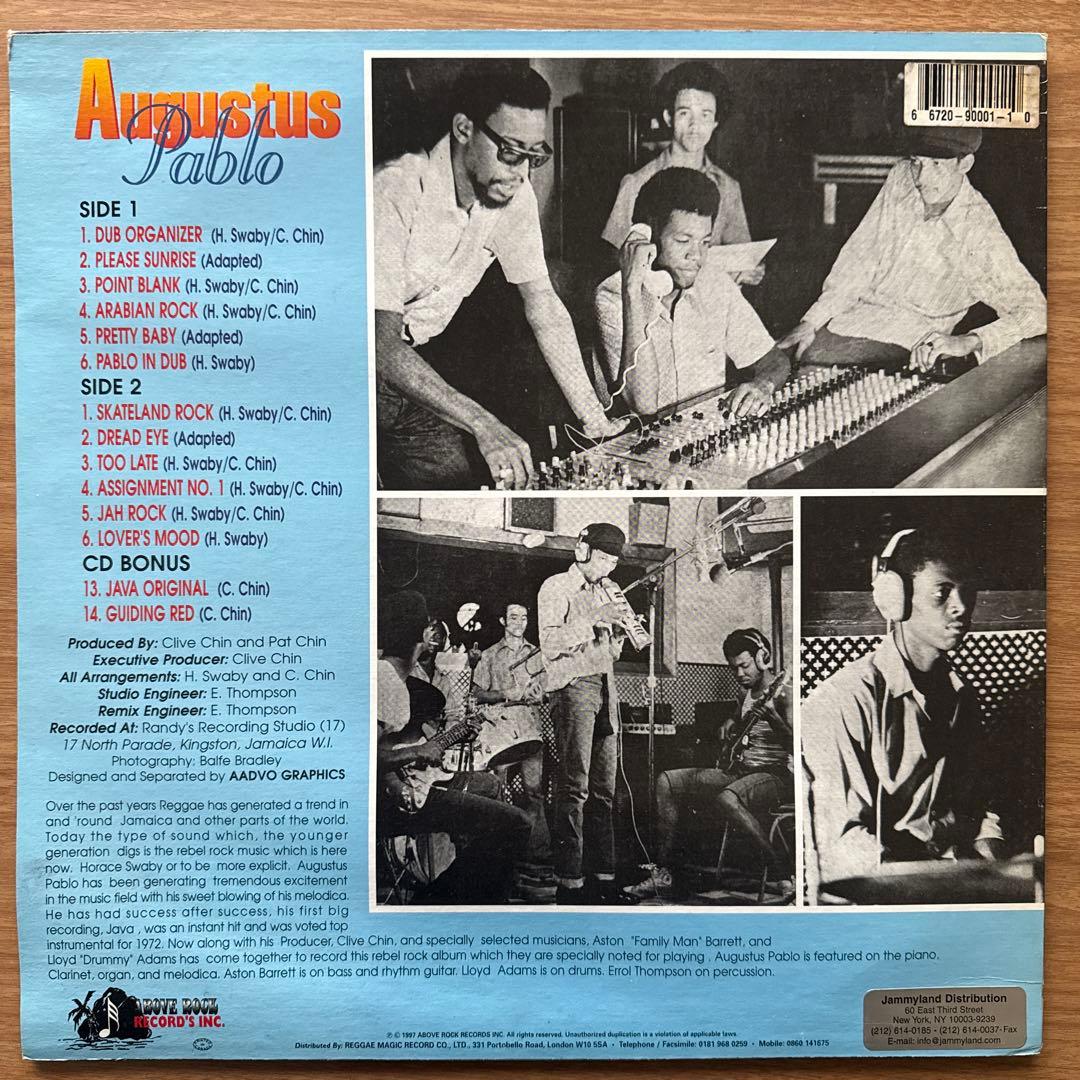 Augustus
Pablo
SIDE 1
1. DUB ORGANIZER (H. Swaby/C. Chin)
2. PLEASE SUNRISE (Adapted)
3. POINT BLANK (H. Swaby/C. Chin)
4. ARABIAN ROCK (H. Swaby/C. Chin)
5. PRETTY BABY (Adapted)
6. PABLO IN DUB (H. Swaby)
SIDE 2
1. SKATELAND ROCK (H. Swaby/C. Chin)
2. DREAD EYE (Adapted)
3. TOO LATE (H. Swaby/C. Chin)
4. ASSIGNMENT NO. 1 (H. Swaby/C. Chin)
5. JAH ROCK (H. Swaby/C. Chin)
6. LOVER'S MOOD (H. Swaby)
CD BONUS
13. JAVA ORIGINAL (C. Chin)
14. GUIDING RED (C. Chin)
Produced By: Clive Chin and Pat Chin
Executive Producer: Clive Chin
All Arrangements: H. Swaby and C. Chin
Studio Engineer: E. Thompson
Remix Engineer: E. Thompson
Recorded At: Randy's Recording Studio (17)
17 North Parade, Kingston, Jamaica W.I.
Photography: Balfe Bradley
Designed and Separated by AADVO GRAPHICS
Over the past years Reggae has generated a trend in
and 'round Jamaica and other parts of the world.
Today the type of sound which, the younger
generation digs is the rebel rock music which is here
now. Horace Swaby or to be more explicit. Augustus
Pablo has been generating tremendous excitement
in the music field with his sweet blowing of his melodica.
He has had success after success, his first big
recording, Java , was an instant hit and was voted top
instrumental for 1972. Now along with his Producer, Clive Chin, and specially selected musicians, Aston "Family Man" Barrett, and
Lloyd "Drummy" Adams has come together to record this rebel rock album which they are specially noted for playing . Augustus Pablo is featured on the piano.
Clarinet, organ, and melodica. Aston Barrett is on bass and rhythm guitar. Lloyd Adams is on drums. Errol Thompson on percussion.
ABOVE ROCK
RECORD'S INC.
℗ © 1997 ABOVE ROCK RECORDS INC. All rights reserved. Unauthorized duplication is a violation of applicable laws.
Distributed By: REGGAE MAGIC RECORD CO., LTD., 331 Portobello Road, London W10 5SA • Telephone / Facsimile: 0181 968 0259 • Mobile: 0860 141675
6 6720-90001-1 0
Jammyland Distribution
60 East Third Street
New York, NY 10003-9239
(212) 614-0185 • (212) 614-0037-Fax
E-mail: info@jammyland.com